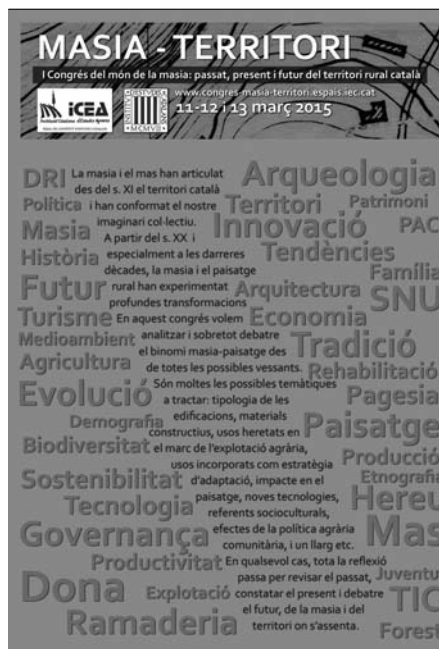 MASIA - TERRITORI
I Congrés del món de la masia: passat, present i futur del territori rural català
iCEA
Institució Catalana d'Estudis Agraris
INSTITVT
D'ESTVDIS
CATALANS
MCMVII
www.congres-masia-territori.espais.iec.cat
11-12 i 13 març 2015
DRI La masia i el mas han articulat Arqueologia
des del s. XI el territori català
Política i han conformat el nostre Territori Patrimoni
Masia imaginari col·lectiu. Innovació PAC
A partir del s. XX i
Història especialment a les darreres Tendències
dècades, la masia i el paisatge Família
Futur rural han experimentat Arquitectura SNU
profundes transformacions
Turisme En aquest congrés volem Economia
Medioambient analitzar i sobretot debatre Tradició
el binomi masia-paisatge des
Agricultura de totes les possibles vessants. Rehabilitació
Evolució Són moltes les possibles temàtiques Pagesia
a tractar: tipologia de les
Demografia edificacions, materials Paisatge
constructius, usos heretats en
Biodiversitat el marc de l'explotació agrària, Producció
usos incorporats com estratègia
Sostenibilitat d'adaptació, impacte en el Etnografia
paisatge, noves tecnologies, Hereu
Tecnologia referents socioculturals,
Governança efectes de la política agrària Mas
comunitària, i un llarg etc.
Productivitat En qualsevol cas, tota la reflexió
Dona passa per revisar el passat, Juventu
Explotació constatar el present i debatre TIC
Ramaderia el futur, de la masia i del
territori on s'assenta. Forest